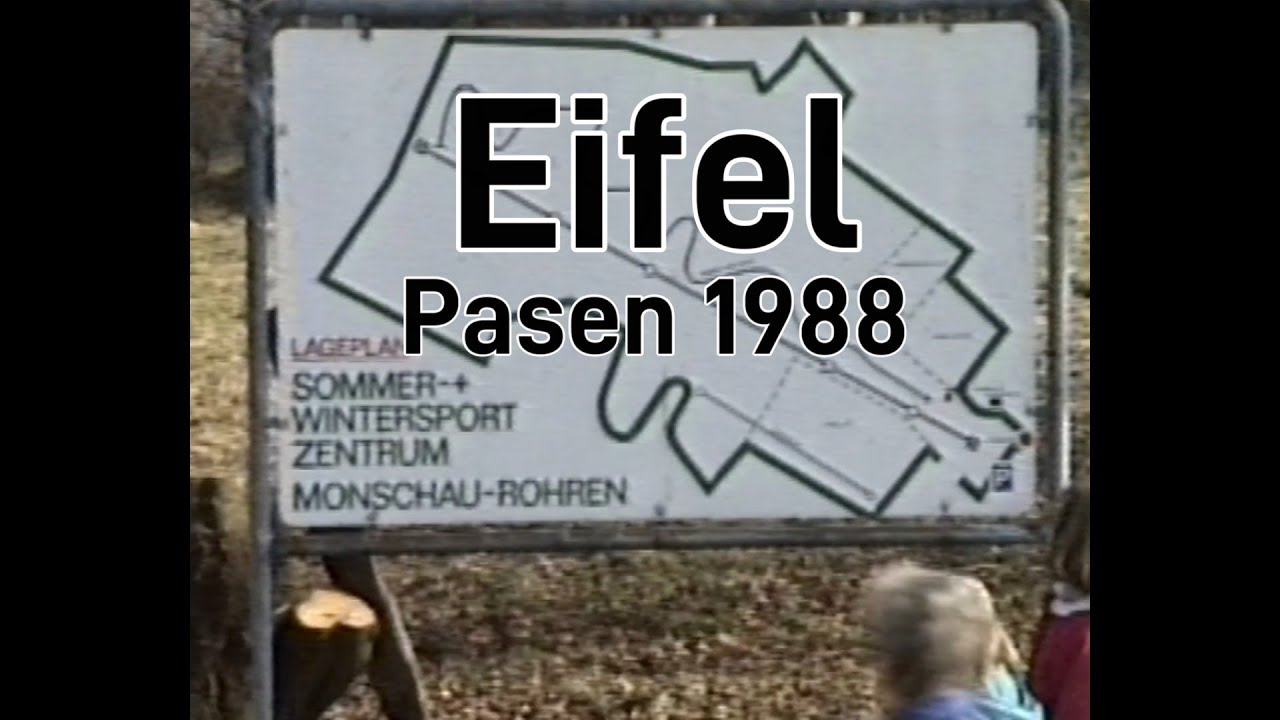 Eifel
Pasen 1988
LAGEPLAN
SOMMER-+
WINTERSPORT
ZENTRUM
MONSCHAU-ROHREN